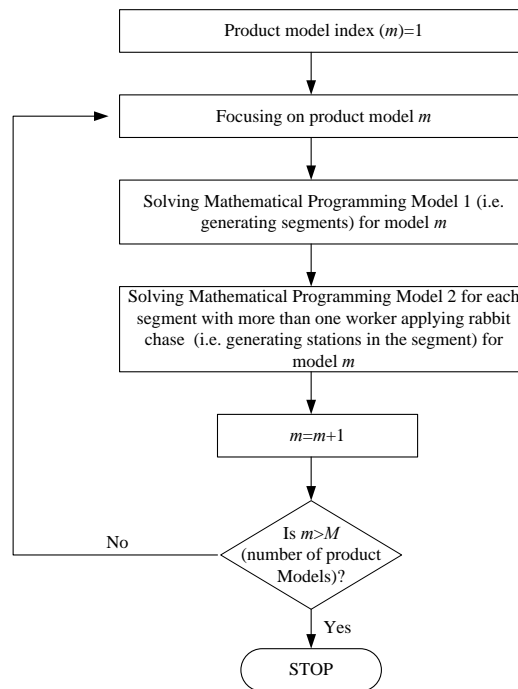 Product model index (m)=1
Focusing on product model m
Solving Mathematical Programming Model 1 (i.e.
generating segments) for model m
Solving Mathematical Programming Model 2 for each
segment with more than one worker applying rabbit
chase (i.e. generating stations in the segment) for
model m
m=m+1
Is m>M
(number of product
Models)?
No
Yes
STOP